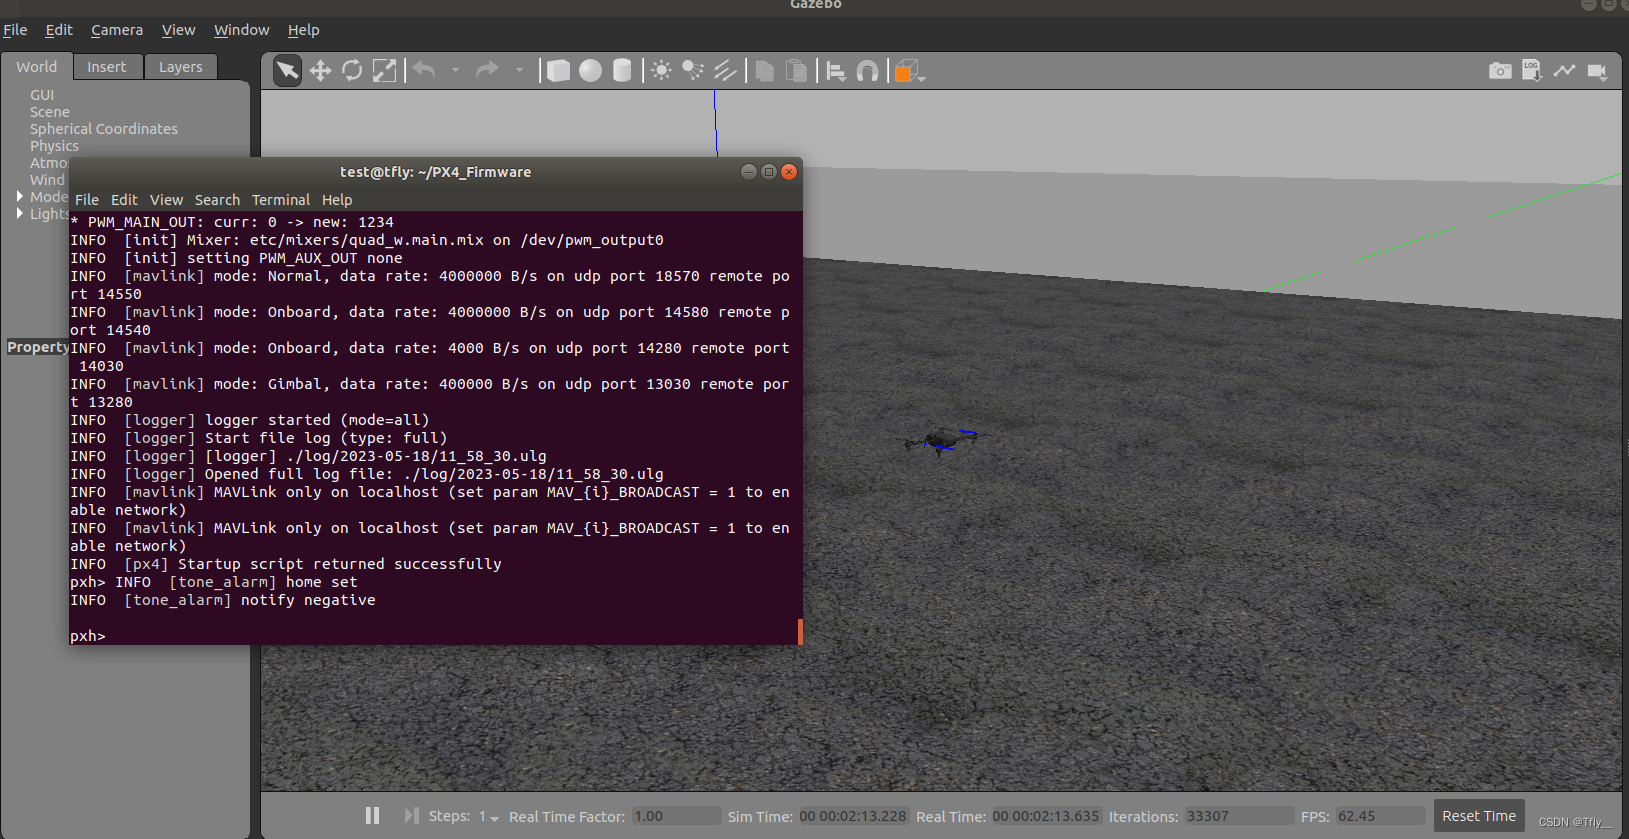 Gazebo
File Edit Camera View Window Help
World Insert Layers
GUI
Scene
Spherical Coordinates
Physics
Atmo
Wind
Mode
Lights
Property
test@tfly: ~/PX4_Firmware
File Edit View Search Terminal Help
* PWM_MAIN_OUT: curr: 0 -> new: 1234
INFO [init] Mixer: etc/mixers/quad_w.main.mix on /dev/pwm_output0
INFO [init] setting PWM_AUX_OUT none
INFO [mavlink] mode: Normal, data rate: 4000000 B/s on udp port 18570 remote po
rt 14550
INFO [mavlink] mode: Onboard, data rate: 4000000 B/s on udp port 14580 remote p
ort 14540
INFO [mavlink] mode: Onboard, data rate: 4000 B/s on udp port 14280 remote port
14030
INFO [mavlink] mode: Gimbal, data rate: 400000 B/s on udp port 13030 remote por
t 13280
INFO [logger] logger started (mode=all)
INFO [logger] Start file log (type: full)
INFO [logger] [logger] ./log/2023-05-18/11_58_30.ulg
INFO [logger] Opened full log file: ./log/2023-05-18/11_58_30.ulg
INFO [mavlink] MAVLink only on localhost (set param MAV_{i}_BROADCAST = 1 to en
able network)
INFO [mavlink] MAVLink only on localhost (set param MAV_{i}_BROADCAST = 1 to en
able network)
INFO [px4] Startup script returned successfully
pxh> INFO [tone_alarm] home set
INFO [tone_alarm] notify negative
pxh>
LOG
Steps: 1 Real Time Factor: 1.00 Sim Time: 00 00:02:13.228 Real Time: 00 00:02:13.635 Iterations: 33307 FPS: 62.45 Reset Time
CSDN @Tfly__